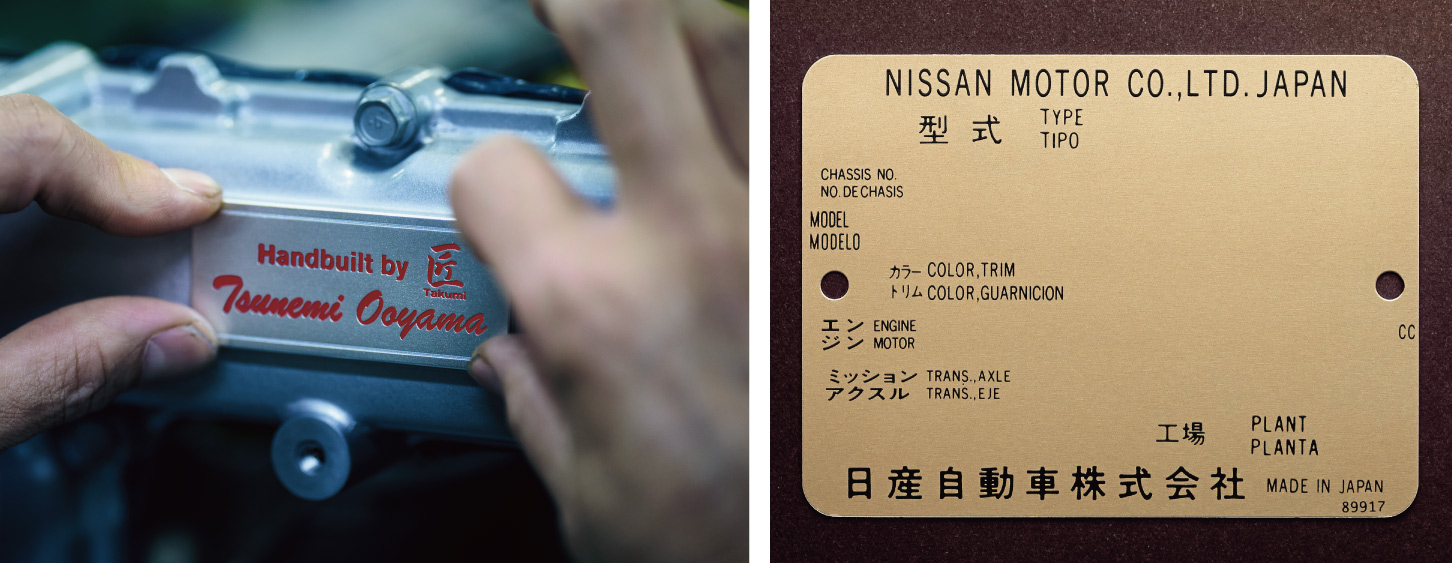 Handbuilt by 匠
Takumi
Tsunemi Ooyama
NISSAN MOTOR CO.,LTD.JAPAN
型式 TYPE
TIPO
CHASSIS NO.
NO.DE CHASIS
MODEL
MODELO
カラー COLOR,TRIM
トリム COLOR,GUARNICION
エン ENGINE
ジン MOTOR
CC
ミッション TRANS.,AXLE
アクスル TRANS.,EJE
工場 PLANT
PLANTA
日産自動車株式会社 MADE IN JAPAN
89917